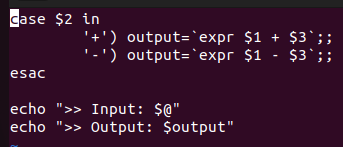 case $2 in
        '+') output=`expr $1 + $3`;;
        '-') output=`expr $1 - $3`;;
esac

echo ">> Input: $@"
echo ">> Output: $output"
~